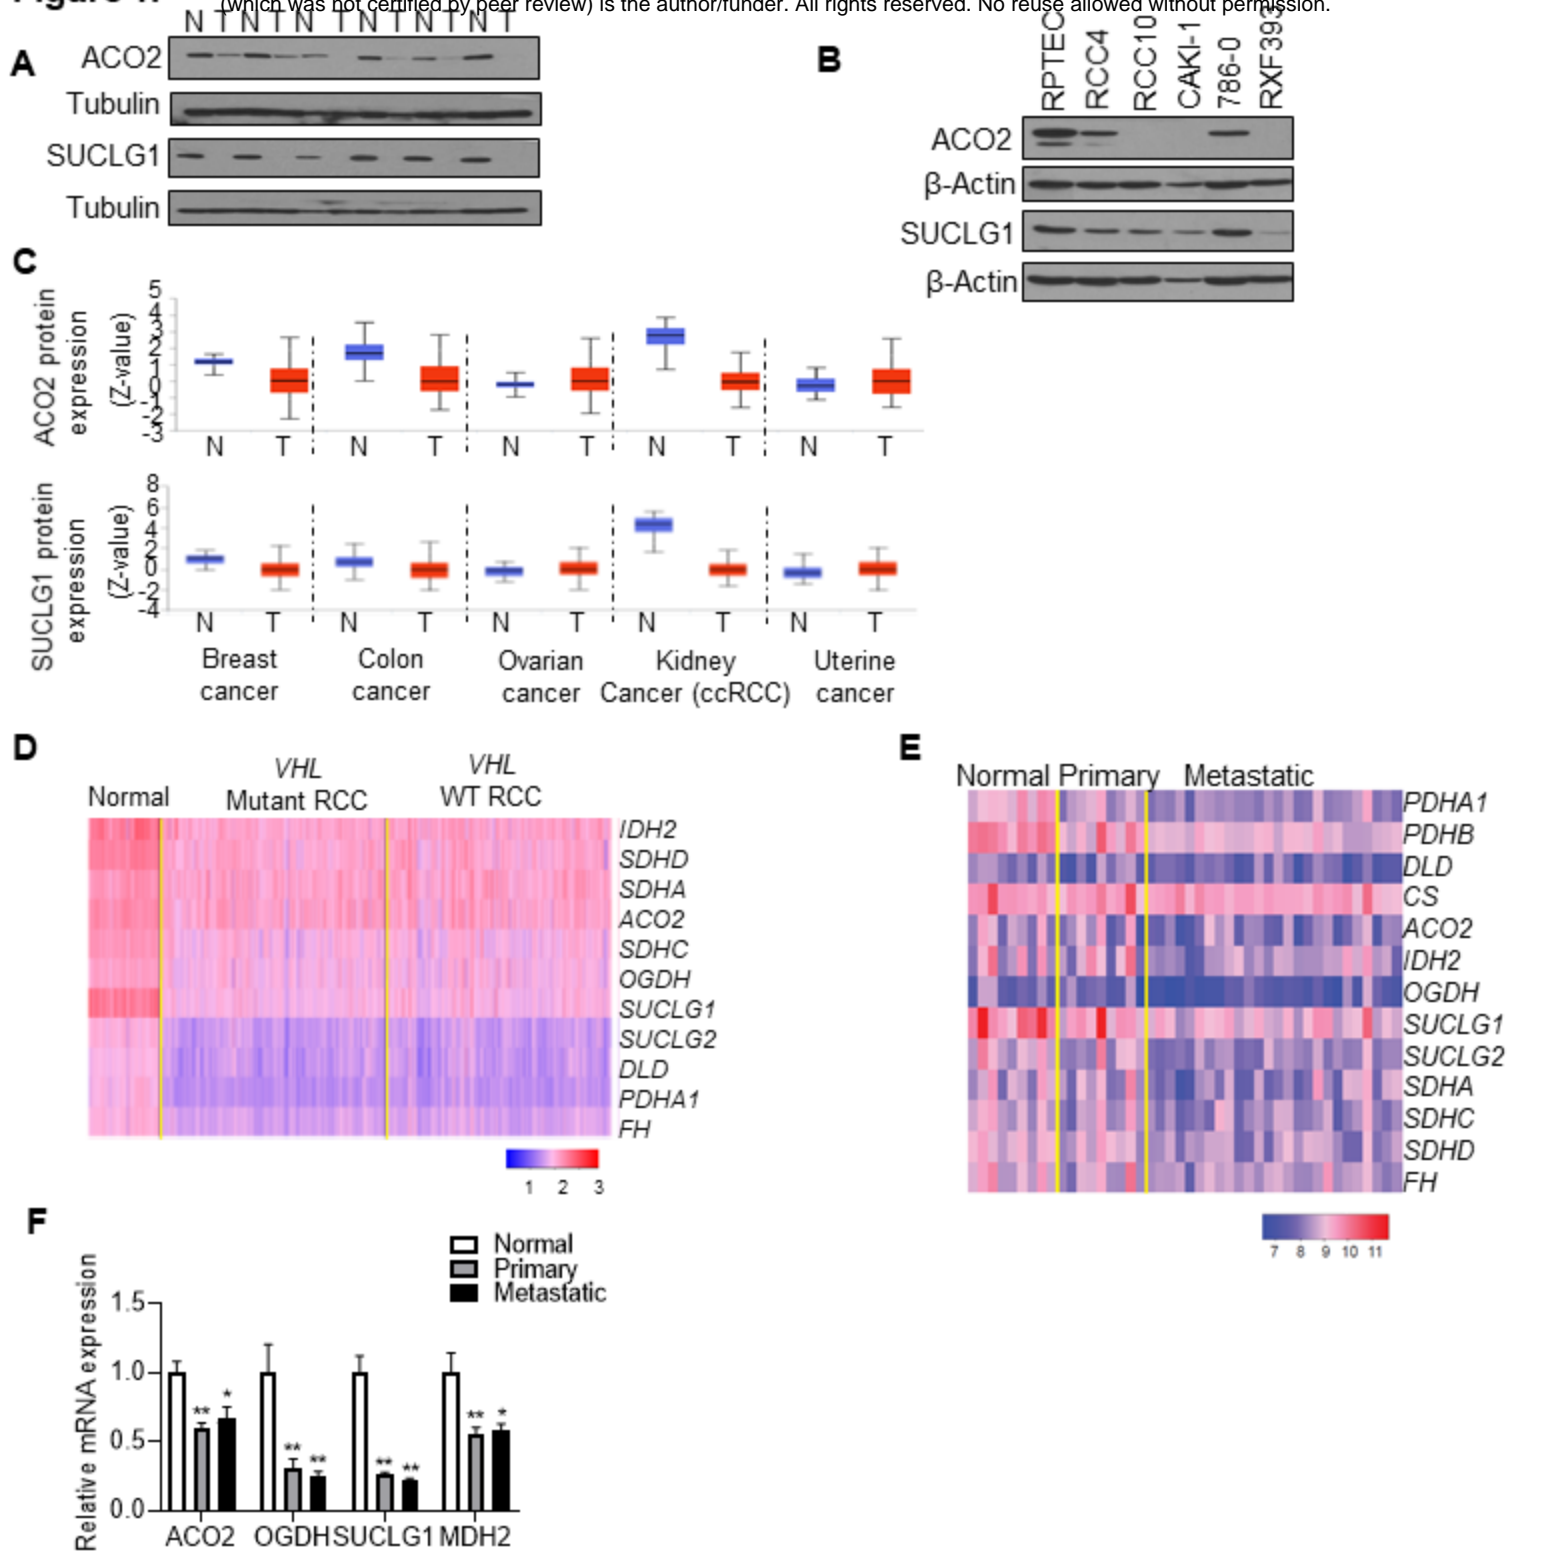 (which was not certified by peer review) is the author/funder. All rights reserved. No reuse allowed without permission.
A
N T N T N T N T N T N T
ACO2
Tubulin
SUCLG1
Tubulin
B
RPTEC RCC4 RCC10 CAKI-1 786-0 RXF393
ACO2
β-Actin
SUCLG1
β-Actin
C
ACO2 protein
expression
(Z-value)
5
4
3
2
1
0
-1
-2
-3
N T N T N T N T N T
SUCLG1 protein
expression
(Z-value)
8
6
4
2
0
-2
-4
N T N T N T N T N T
Breast
cancer
Colon
cancer
Ovarian
cancer
Kidney
Cancer (ccRCC)
Uterine
cancer
D
Normal
VHL
Mutant RCC
VHL
WT RCC
IDH2
SDHD
SDHA
ACO2
SDHC
OGDH
SUCLG1
SUCLG2
DLD
PDHA1
FH
1 2 3
E
Normal Primary Metastatic
PDHA1
PDHB
DLD
CS
ACO2
IDH2
OGDH
SUCLG1
SUCLG2
SDHA
SDHC
SDHD
FH
7 8 9 10 11
F
Normal
Primary
Metastatic
Relative mRNA expression
1.5
1.0
0.5
0.0
** * ** ** ** ** ** *
ACO2 OGDH SUCLG1 MDH2